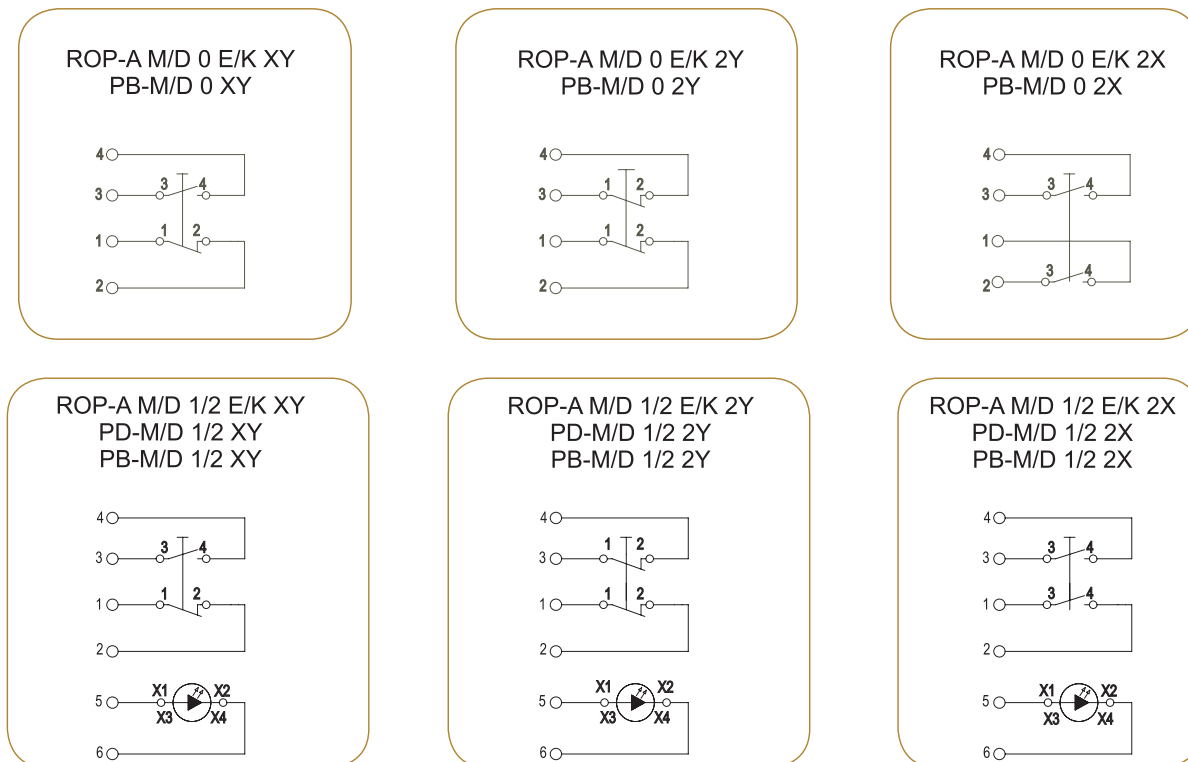 ROP-A M/D 0 E/K XY
PB-M/D 0 XY
4
3 3 4
1 1 2
2
ROP-A M/D 0 E/K 2Y
PB-M/D 0 2Y
4
3 1 2
1 1 2
2
ROP-A M/D 0 E/K 2X
PB-M/D 0 2X
4
3 3 4
1
2 3 4
ROP-A M/D 1/2 E/K XY
PD-M/D 1/2 XY
PB-M/D 1/2 XY
4
3 3 4
1 1 2
2
X1 X2
5
X3 X4
6
ROP-A M/D 1/2 E/K 2Y
PD-M/D 1/2 2Y
PB-M/D 1/2 2Y
4
3 1 2
1 1 2
2
X1 X2
5
X3 X4
6
ROP-A M/D 1/2 E/K 2X
PD-M/D 1/2 2X
PB-M/D 1/2 2X
4
3 3 4
1 3 4
2
X1 X2
5
X3 X4
6